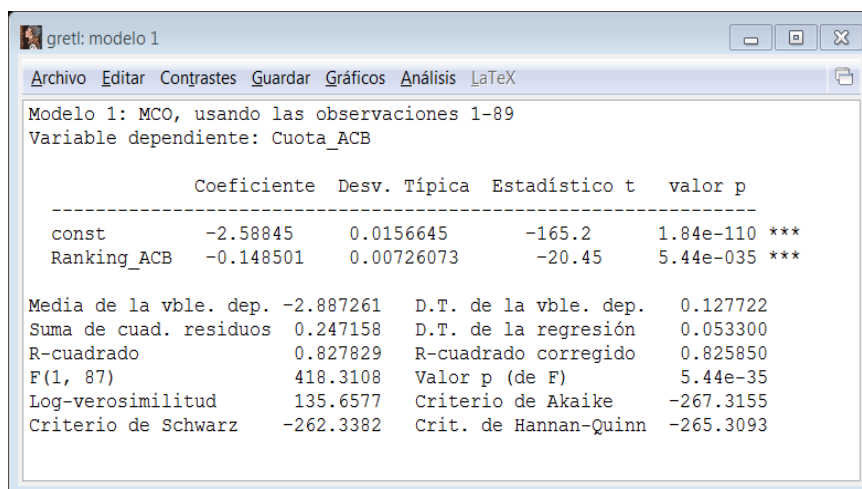 gretl: modelo 1
Archivo Editar Contrastes Guardar Gráficos Análisis LaTeX
Modelo 1: MCO, usando las observaciones 1-89
Variable dependiente: Cuota_ACB
Coeficiente Desv. Típica Estadístico t valor p
const -2.58845 0.0156645 -165.2 1.84e-110 ***
Ranking_ACB -0.148501 0.00726073 -20.45 5.44e-035 ***
Media de la vble. dep. -2.887261 D.T. de la vble. dep. 0.127722
Suma de cuad. residuos 0.247158 D.T. de la regresión 0.053300
R-cuadrado 0.827829 R-cuadrado corregido 0.825850
F(1, 87) 418.3108 Valor p (de F) 5.44e-35
Log-verosimilitud 135.6577 Criterio de Akaike -267.3155
Criterio de Schwarz -262.3382 Crit. de Hannan-Quinn -265.3093